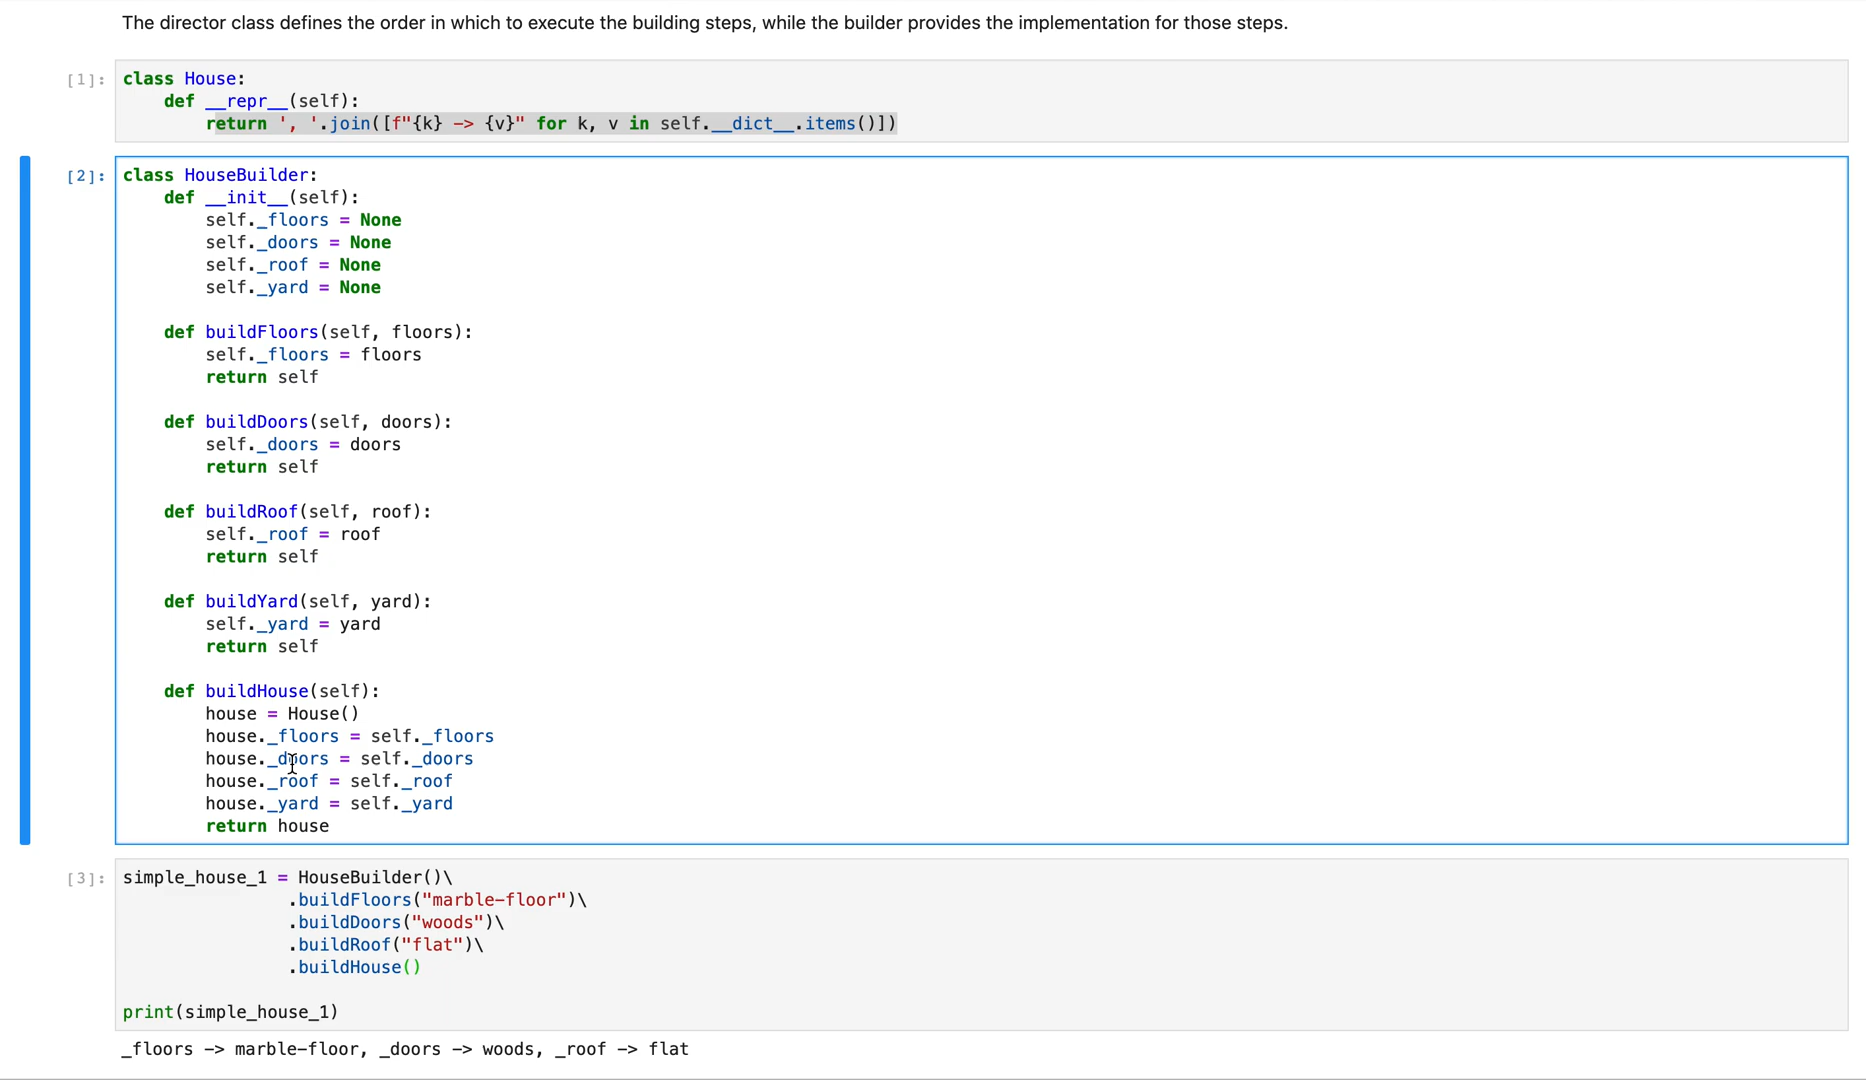 The director class defines the order in which to execute the building steps, while the builder provides the implementation for those steps.
[1]: class House:
    def __repr__(self):
        return ', '.join([f"{k} -> {v}" for k, v in self.__dict__.items()])
[2]: class HouseBuilder:
    def __init__(self):
        self._floors = None
        self._doors = None
        self._roof = None
        self._yard = None

    def buildFloors(self, floors):
        self._floors = floors
        return self

    def buildDoors(self, doors):
        self._doors = doors
        return self

    def buildRoof(self, roof):
        self._roof = roof
        return self

    def buildYard(self, yard):
        self._yard = yard
        return self

    def buildHouse(self):
        house = House()
        house._floors = self._floors
        house._doors = self._doors
        house._roof = self._roof
        house._yard = self._yard
        return house
[3]: simple_house_1 = HouseBuilder()\
                .buildFloors("marble-floor")\
                .buildDoors("woods")\
                .buildRoof("flat")\
                .buildHouse()

print(simple_house_1)
_floors -> marble-floor, _doors -> woods, _roof -> flat